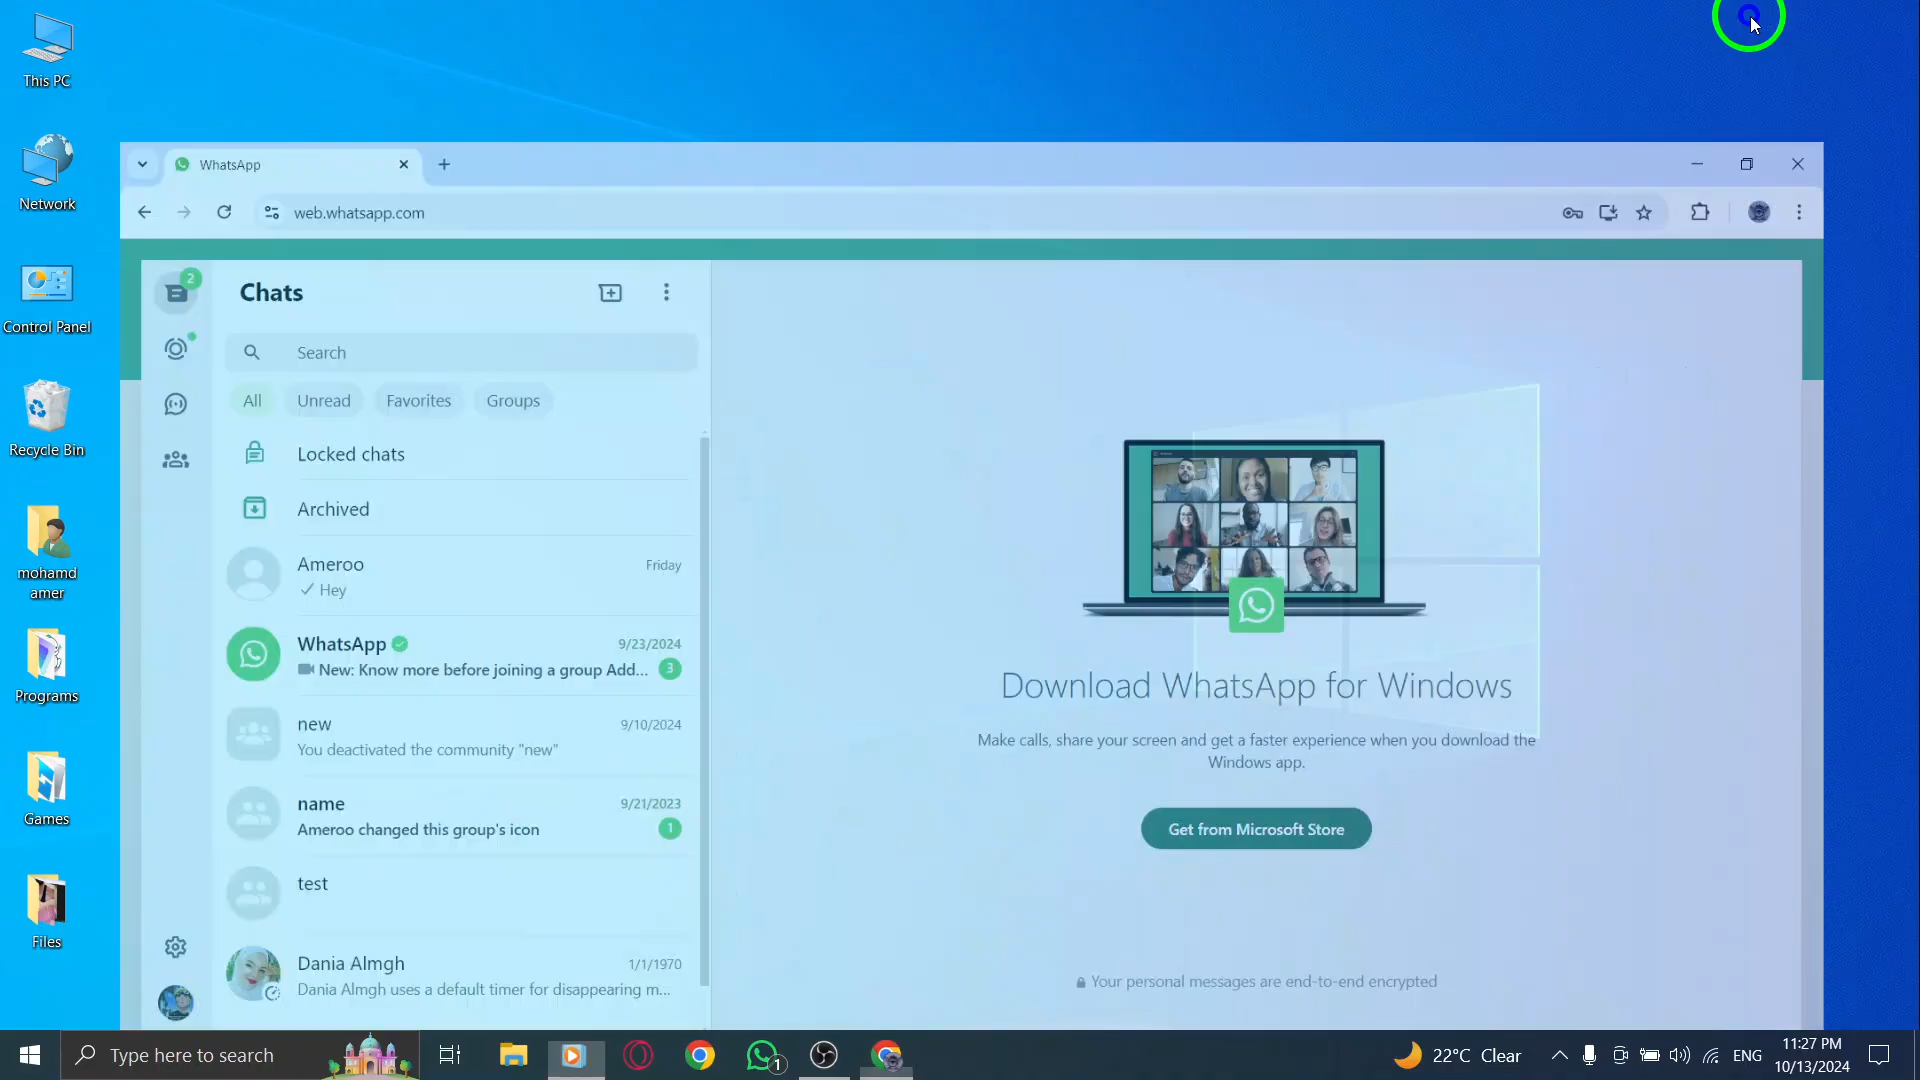 This PC
Network
Control Panel
Recycle Bin
mohamd
amer
Programs
Games
Files
WhatsApp
web.whatsapp.com
2
Chats
Search
All
Unread
Favorites
Groups
Locked chats
Archived
Ameroo
Friday
Hey
WhatsApp
9/23/2024
New: Know more before joining a group Add...
3
new
9/10/2024
You deactivated the community "new"
name
9/21/2023
Ameroo changed this group's icon
1
test
Dania Almgh
1/1/1970
Dania Almgh uses a default timer for disappearing m...
Download WhatsApp for Windows
Make calls, share your screen and get a faster experience when you download the
Windows app.
Get from Microsoft Store
Your personal messages are end-to-end encrypted
Type here to search
1
22°C Clear
ENG
11:27 PM
10/13/2024